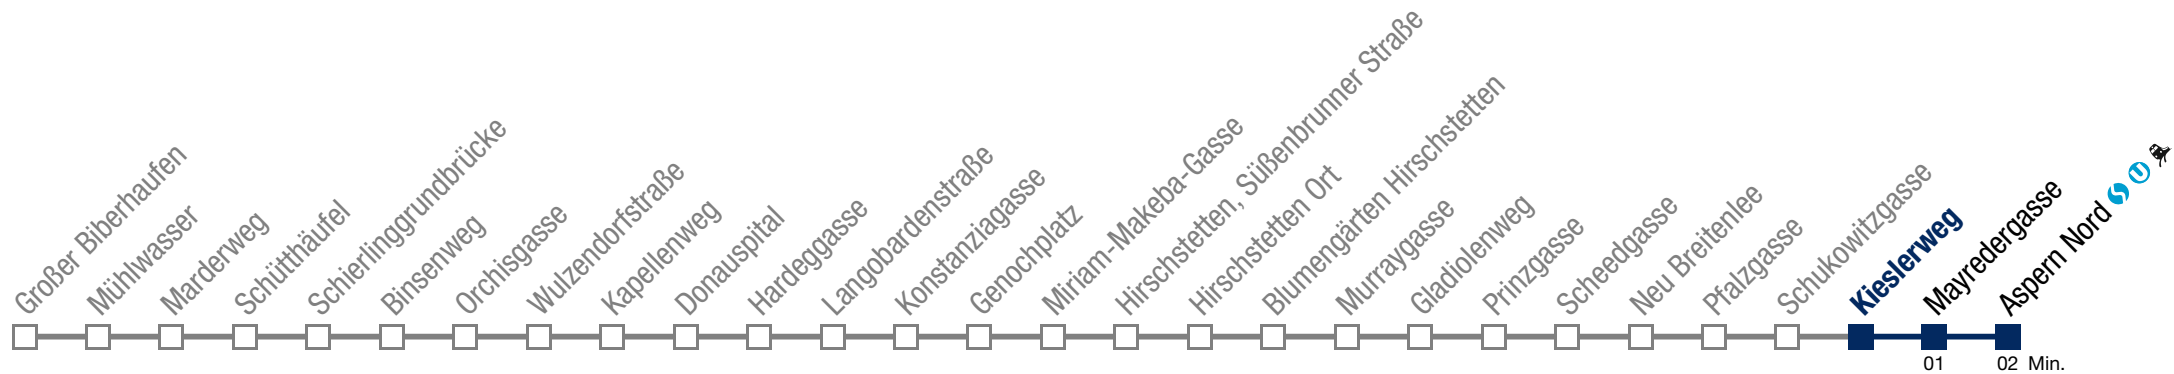 Großer Biberhaufen
Mühlwasser
Marderweg
Schütthäufel
Schierlinggrundbrücke
Binsenweg
Orchisgasse
Wulzendorfstraße
Kapellenweg
Donauspital
Hardeggasse
Langobardenstraße
Konstanziagasse
Genochplatz
Miriam-Makeba-Gasse
Hirschstetten, Süßenbrunner Straße
Hirschstetten Ort
Blumengärten Hirschstetten
Murraygasse
Gladiolenweg
Prinzgasse
Scheedgasse
Neu Breitenlee
Pfalzgasse
Schukowitzgasse
Kieslerweg
Mayredergasse
Aspern Nord S U
01 02 Min.